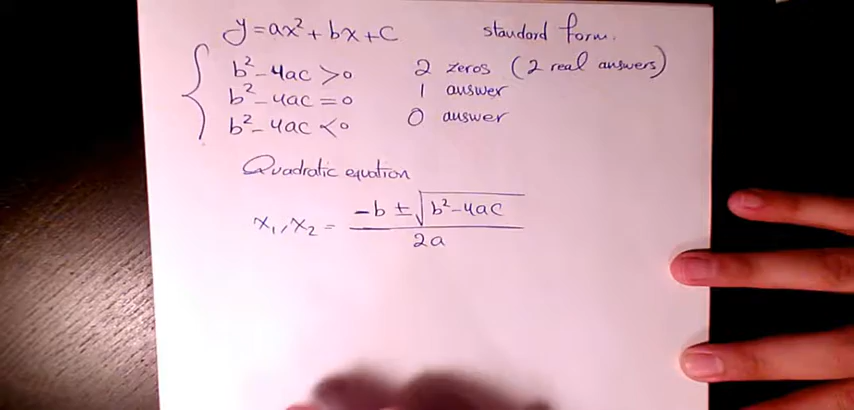 y = ax² + bx + c standard form.
b² - 4ac > 0 2 zeros (2 real answers)
b² - 4ac = 0 1 answer
b² - 4ac < 0 0 answer
Quadratic equation
x₁, x₂ = (-b ± √(b² - 4ac)) / 2a